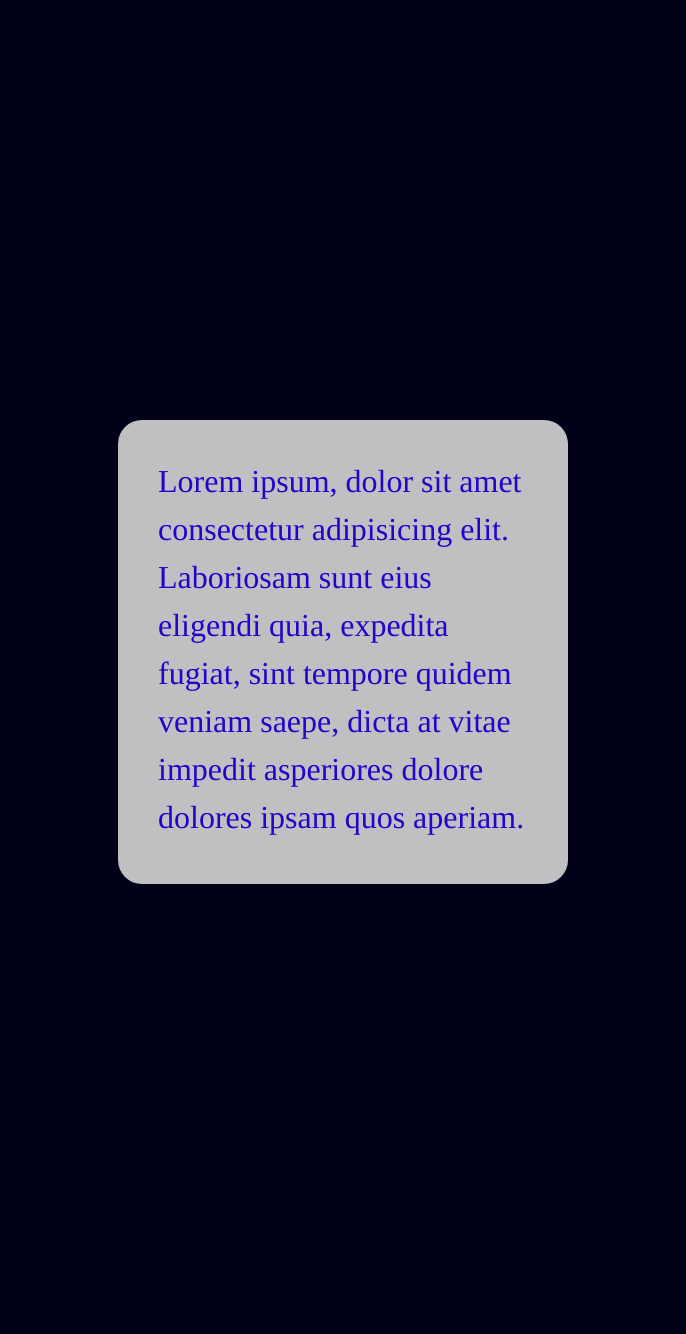 Lorem ipsum, dolor sit amet
consectetur adipisicing elit.
Laboriosam sunt eius
eligendi quia, expedita
fugiat, sint tempore quidem
veniam saepe, dicta at vitae
impedit asperiores dolore
dolores ipsam quos aperiam.